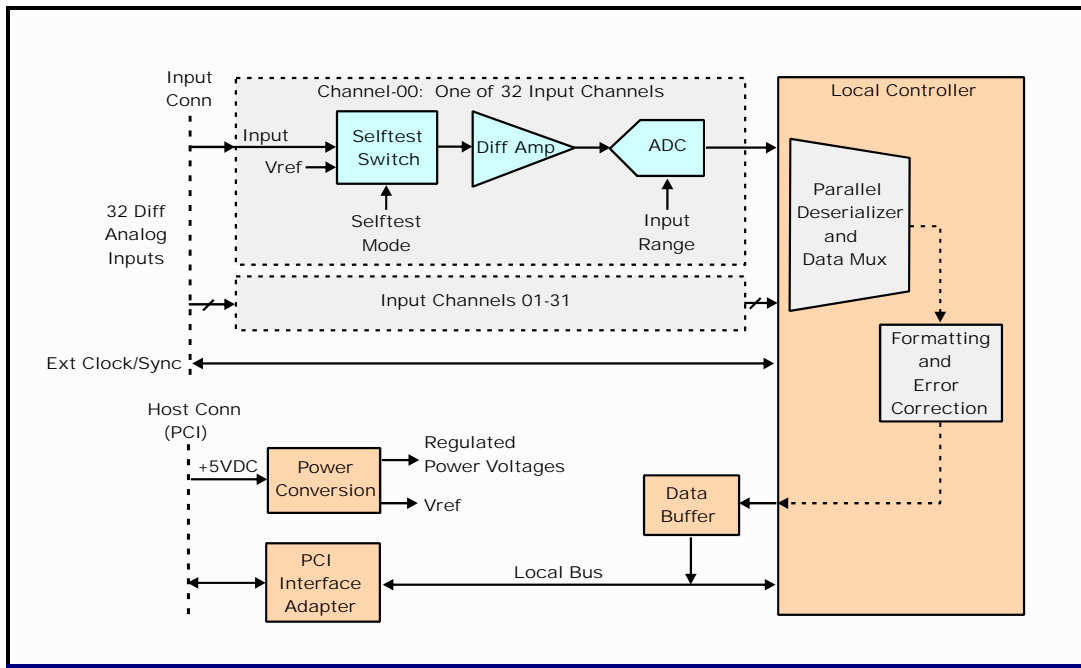 Input
Conn
Channel-00:  One of 32 Input Channels
Input
Vref
Selftest
Switch
Diff Amp
ADC
Selftest
Mode
Input
Range
32 Diff
Analog
Inputs
Input Channels 01-31
Ext Clock/Sync
Local Controller
Parallel
Deserializer
and
Data Mux
Formatting
and
Error
Correction
Host Conn
(PCI)
+5VDC
Power
Conversion
Regulated
Power Voltages
Vref
Data
Buffer
PCI
Interface
Adapter
Local Bus